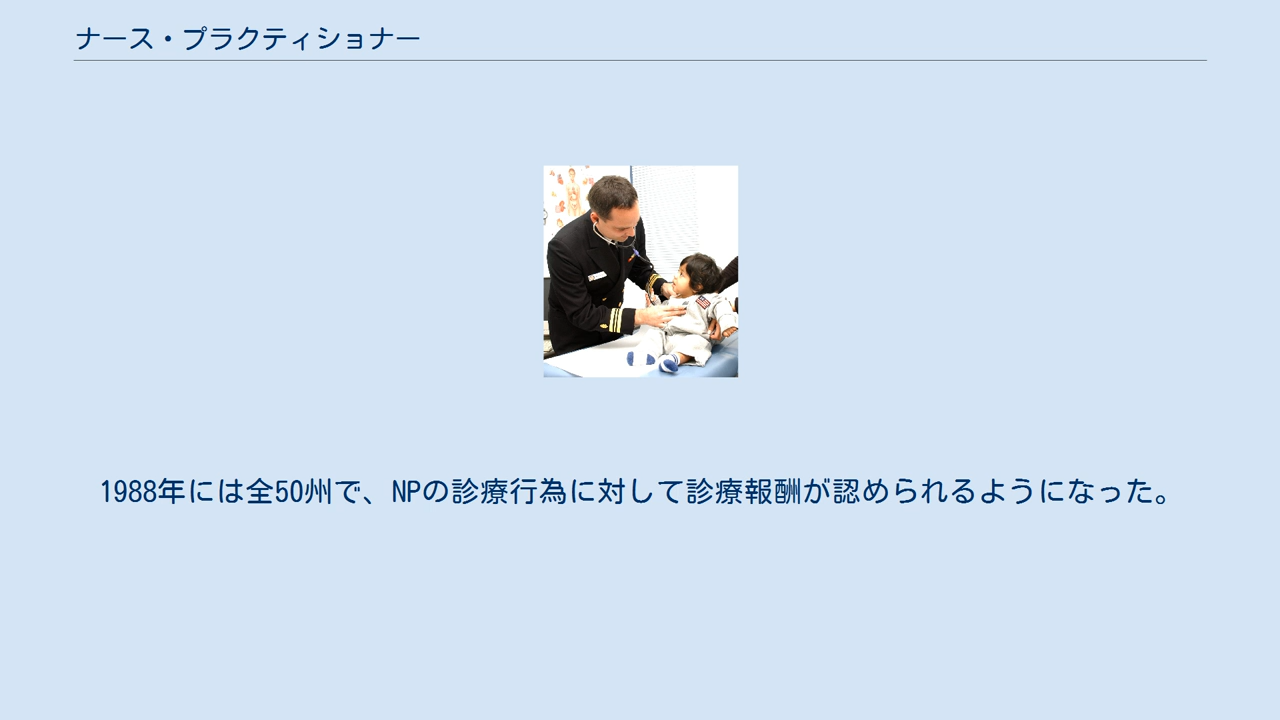 ナース・プラクティショナー
1988年には全50州で、NPの診療行為に対して診療報酬が認められるようになった。